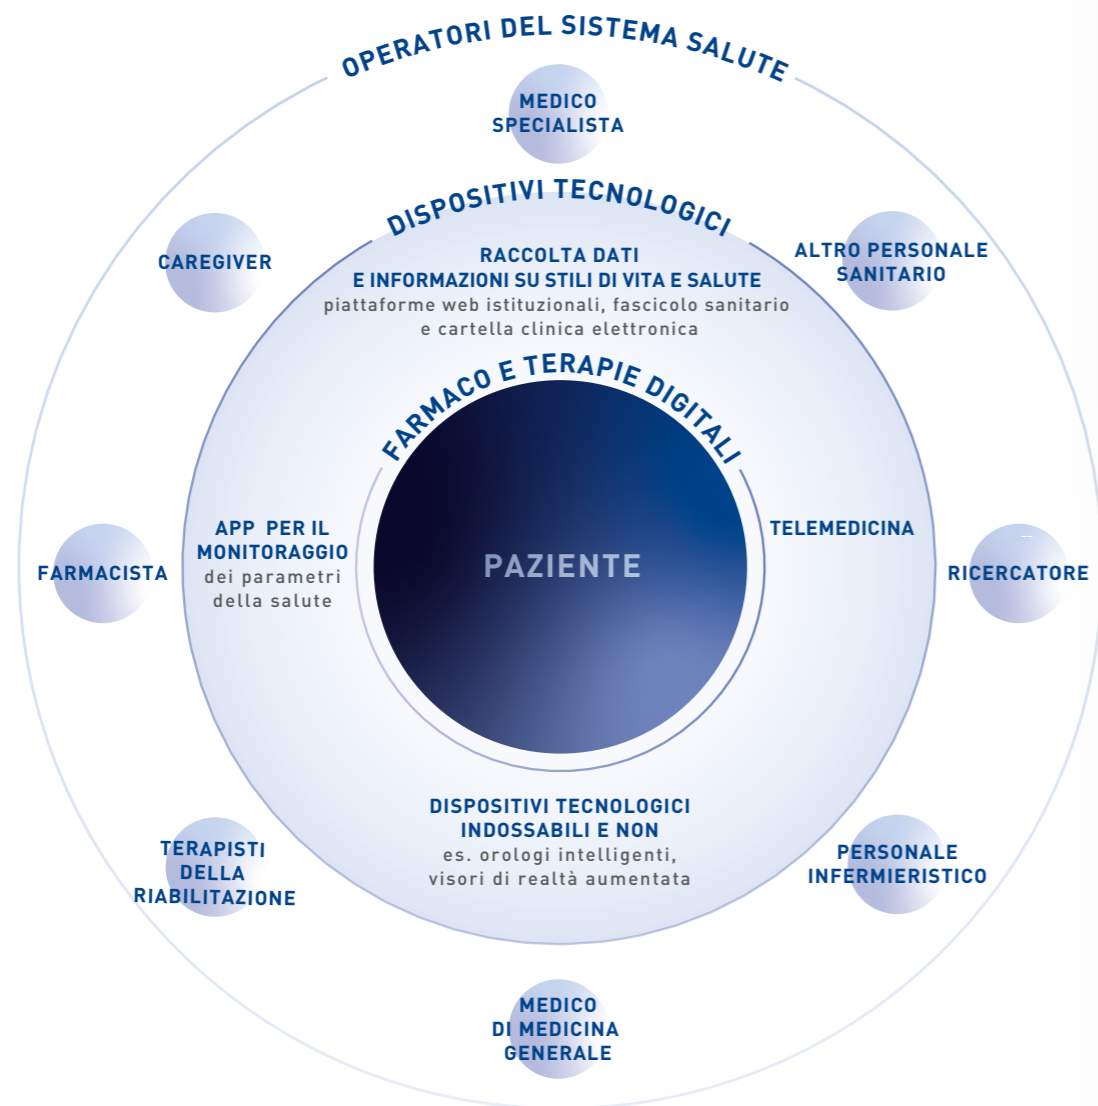 OPERATORI DEL SISTEMA SALUTE
MEDICO
SPECIALISTA
DISPOSITIVI TECNOLOGICI
CAREGIVER
ALTRO PERSONALE
SANITARIO
RACCOLTA DATI
E INFORMAZIONI SU STILI DI VITA E SALUTE
piattaforme web istituzionali, fascicolo sanitario
e cartella clinica elettronica
FARMACO E TERAPIE DIGITALI
APP PER IL
MONITORAGGIO
dei parametri
della salute
TELEMEDICINA
PAZIENTE
FARMACISTA
RICERCATORE
DISPOSITIVI TECNOLOGICI
INDOSSABILI E NON
es. orologi intelligenti,
visori di realtà aumentata
TERAPISTI
DELLA
RIABILITAZIONE
PERSONALE
INFERMIERISTICO
MEDICO
DI MEDICINA
GENERALE